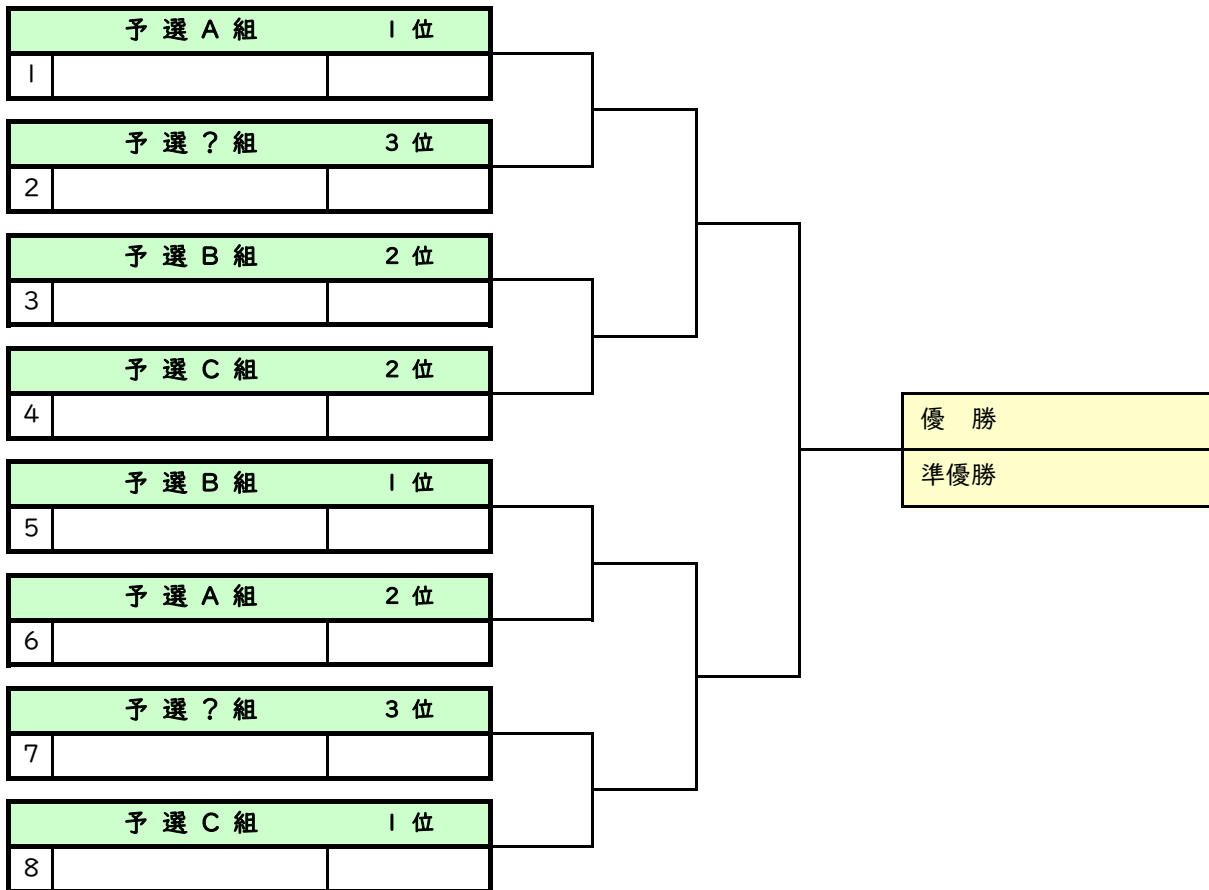 予選A組 1位
1
予選?組 3位
2
予選B組 2位
3
予選C組 2位
4
予選B組 1位
5
予選A組 2位
6
予選?組 3位
7
予選C組 1位
8
優　勝
準優勝